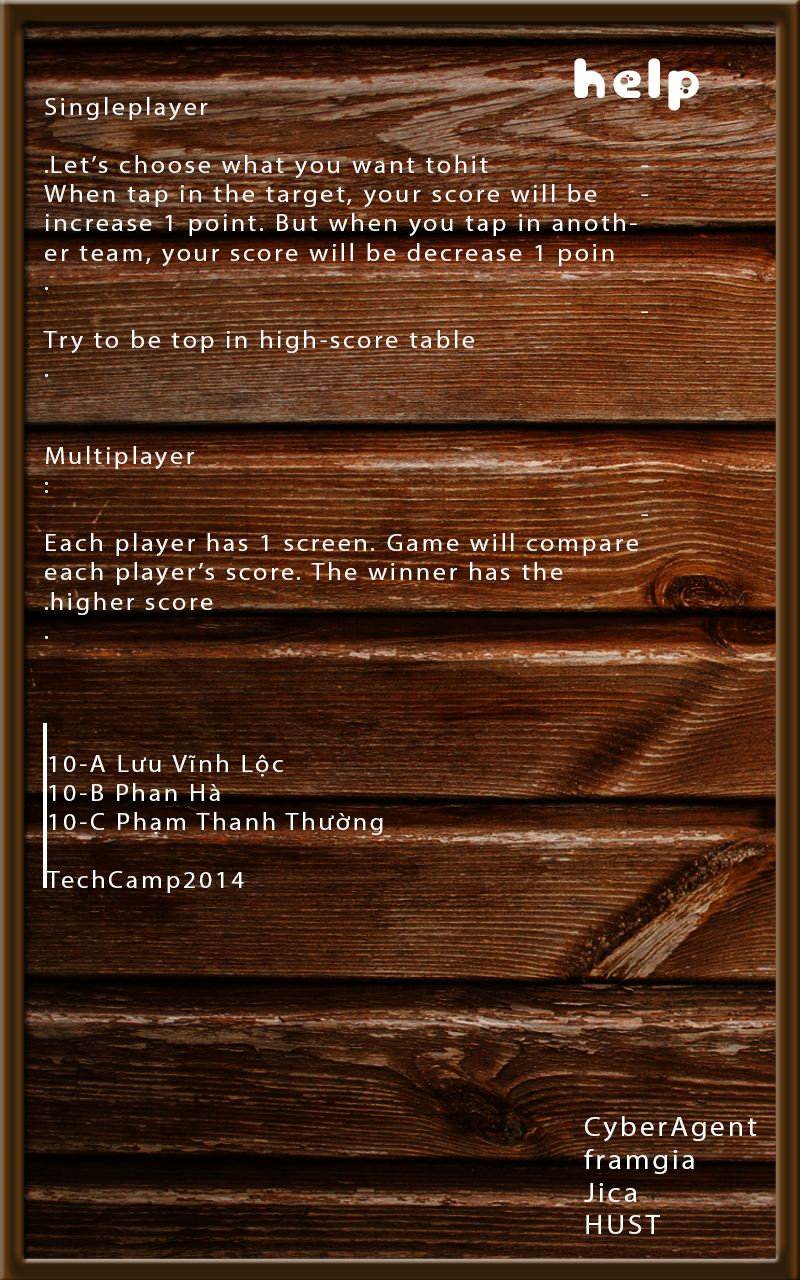 help
Singleplayer
.Let’s choose what you want tohit -
When tap in the target, your score will be -
increase 1 point. But when you tap in anoth-
er team, your score will be decrease 1 poin
.
-
Try to be top in high-score table
.
Multiplayer
:
-
Each player has 1 screen. Game will compare
each player’s score. The winner has the
.higher score
.
10-A Lưu Vĩnh Lộc
10-B Phan Hà
10-C Phạm Thanh Thường
TechCamp2014
CyberAgent
framgia
Jica
HUST